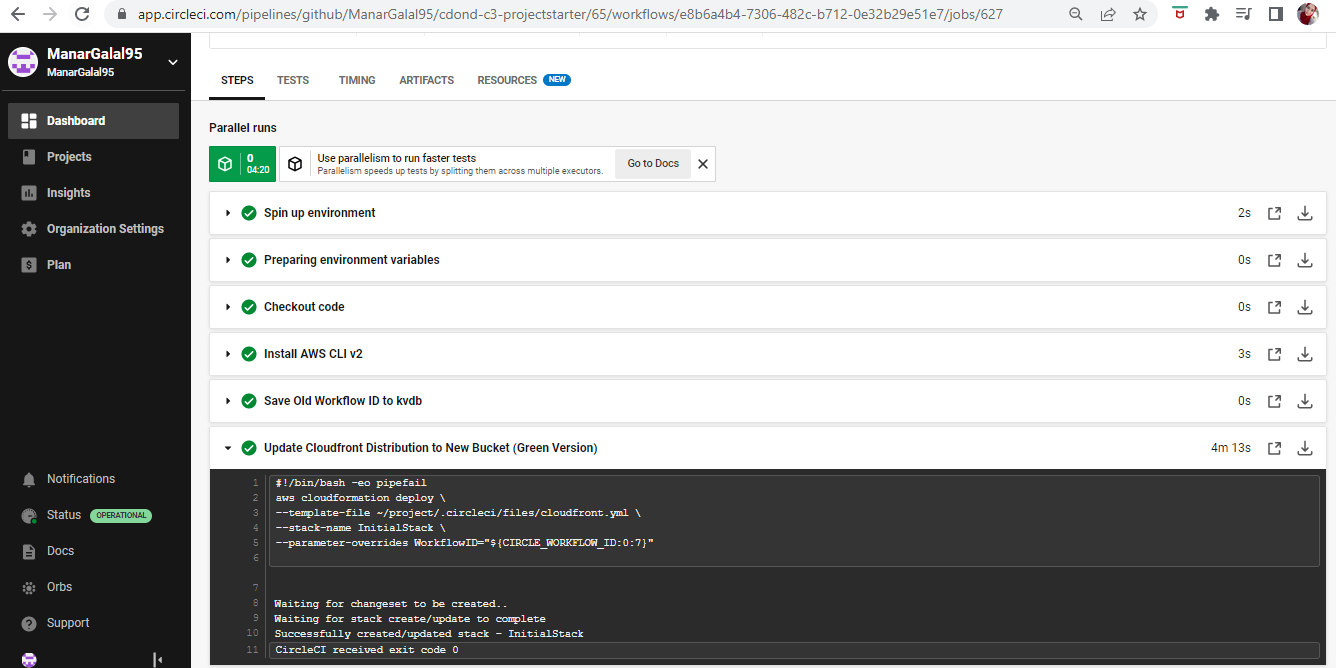 app.circleci.com/pipelines/github/ManarGalal95/cdond-c3-projectstarter/65/workflows/e8b6a4b4-7306-482c-b712-0e32b29e51e7/jobs/627
ManarGalal95
ManarGalal95
Dashboard
Projects
Insights
Organization Settings
Plan
Notifications
Status OPERATIONAL
Docs
Orbs
Support
STEPS TESTS TIMING ARTIFACTS RESOURCES NEW
Parallel runs
0
04:20
Use parallelism to run faster tests
Parallelism speeds up tests by splitting them across multiple executors.
Go to Docs
Spin up environment 2s
Preparing environment variables 0s
Checkout code 0s
Install AWS CLI v2 3s
Save Old Workflow ID to kvdb 0s
Update Cloudfront Distribution to New Bucket (Green Version) 4m 13s
1 #!/bin/bash -eo pipefail
2 aws cloudformation deploy \
3 --template-file ~/project/.circleci/files/cloudfront.yml \
4 --stack-name InitialStack \
5 --parameter-overrides WorkflowID="${CIRCLE_WORKFLOW_ID:0:7}"
6
7
8 Waiting for changeset to be created..
9 Waiting for stack create/update to complete
10 Successfully created/updated stack - InitialStack
11 CircleCI received exit code 0